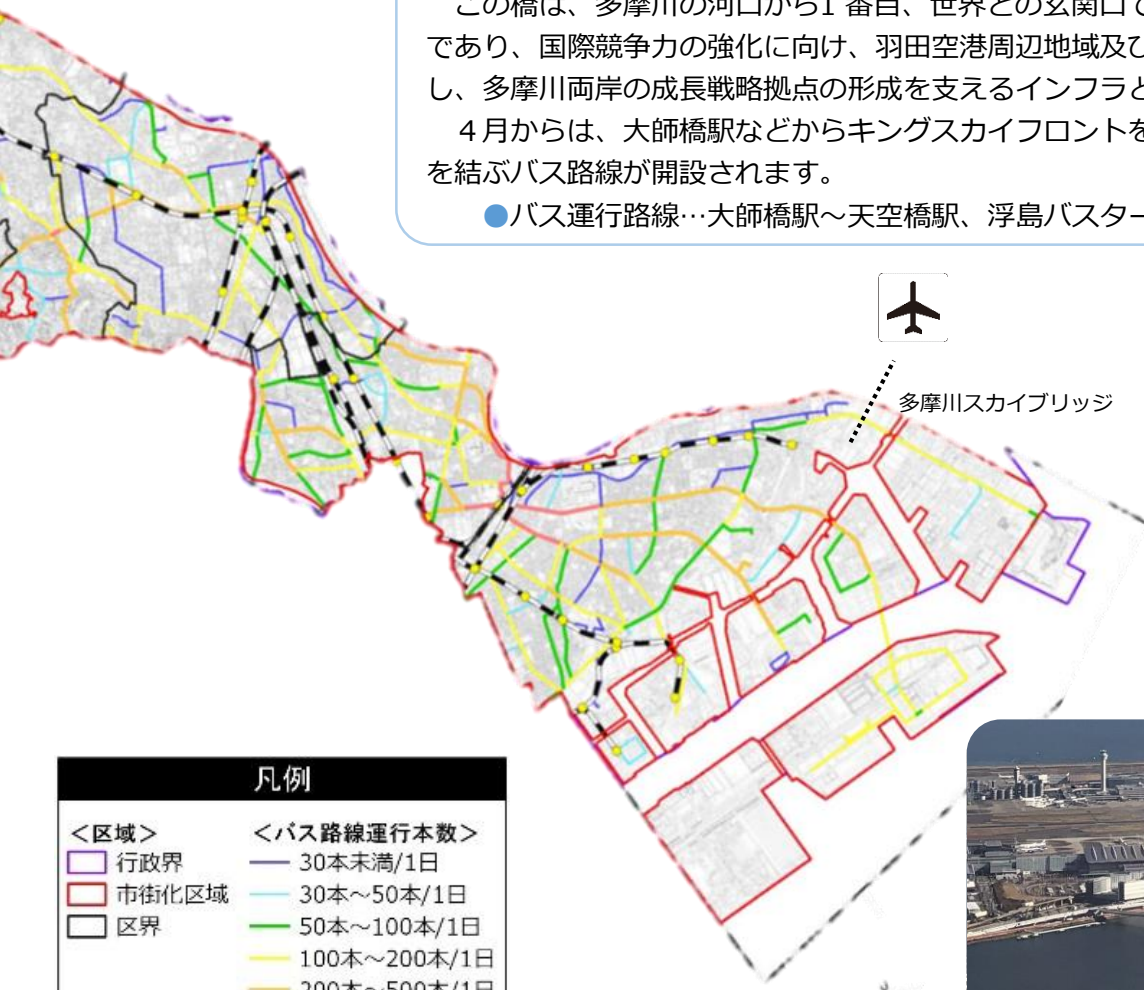 この橋は、多摩川の河口から1番目、世界との玄関口で
であり、国際競争力の強化に向け、羽田空港周辺地域及び
し、多摩川両岸の成長戦略拠点の形成を支えるインフラと
４月からは、大師橋駅などからキングスカイフロントを
を結ぶバス路線が開設されます。
●バス運行路線…大師橋駅～天空橋駅、浮島バスター
多摩川スカイブリッジ
凡例
＜区域＞
行政界
市街化区域
区界
＜バス路線運行本数＞
30本未満/1日
30本～50本/1日
50本～100本/1日
100本～200本/1日
200本～500本/1日